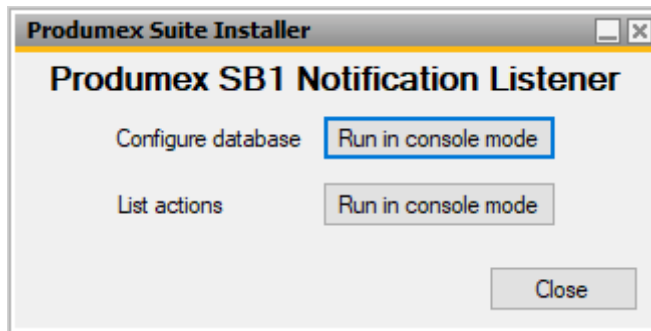 Produmex Suite Installer
Produmex SB1 Notification Listener
Configure database Run in console mode
List actions Run in console mode
Close